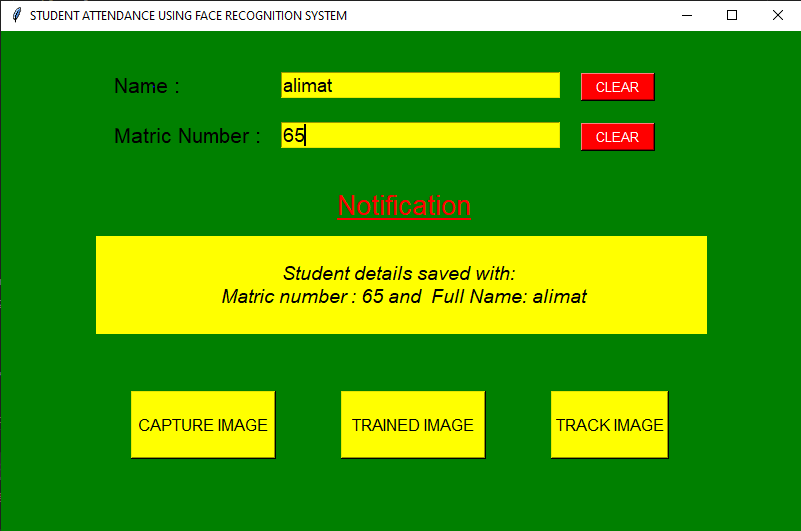 STUDENT ATTENDANCE USING FACE RECOGNITION SYSTEM
Name : alimat CLEAR
Matric Number : 65 CLEAR
Notification
Student details saved with:
Matric number : 65 and  Full Name: alimat
CAPTURE IMAGE TRAINED IMAGE TRACK IMAGE